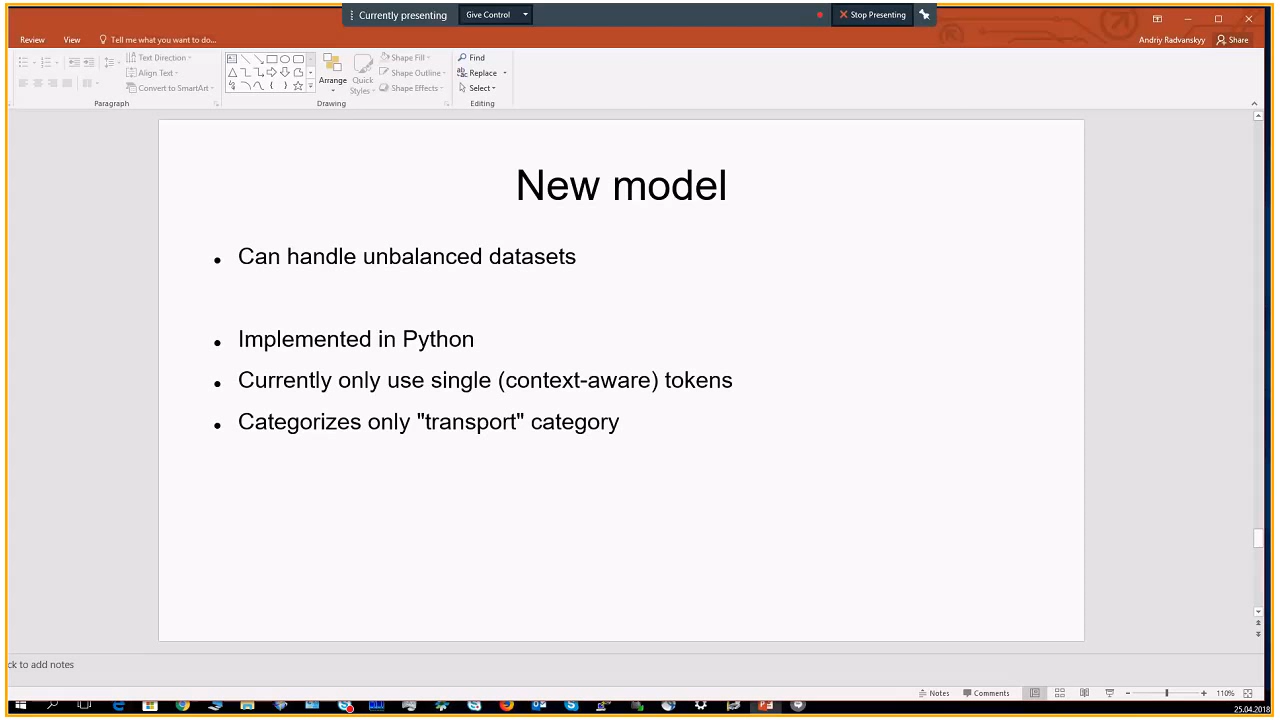 Currently presenting
Give Control
Stop Presenting
Review
View
Tell me what you want to do...
Andriy Radvanskyy
Share
Text Direction
Align Text
Convert to SmartArt
Paragraph
Arrange
Quick Styles
Shape Fill
Shape Outline
Shape Effects
Drawing
Find
Replace
Select
Editing
New model
• Can handle unbalanced datasets
• Implemented in Python
• Currently only use single (context-aware) tokens
• Categorizes only "transport" category
ck to add notes
Notes
Comments
110%
25.04.2018